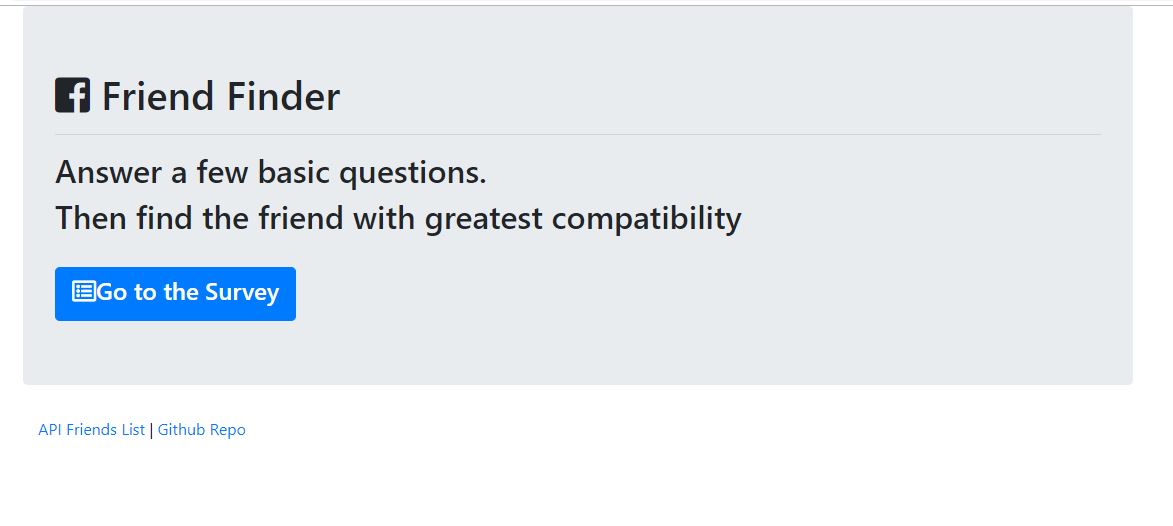 Friend Finder
Answer a few basic questions.
Then find the friend with greatest compatibility
Go to the Survey
API Friends List | Github Repo